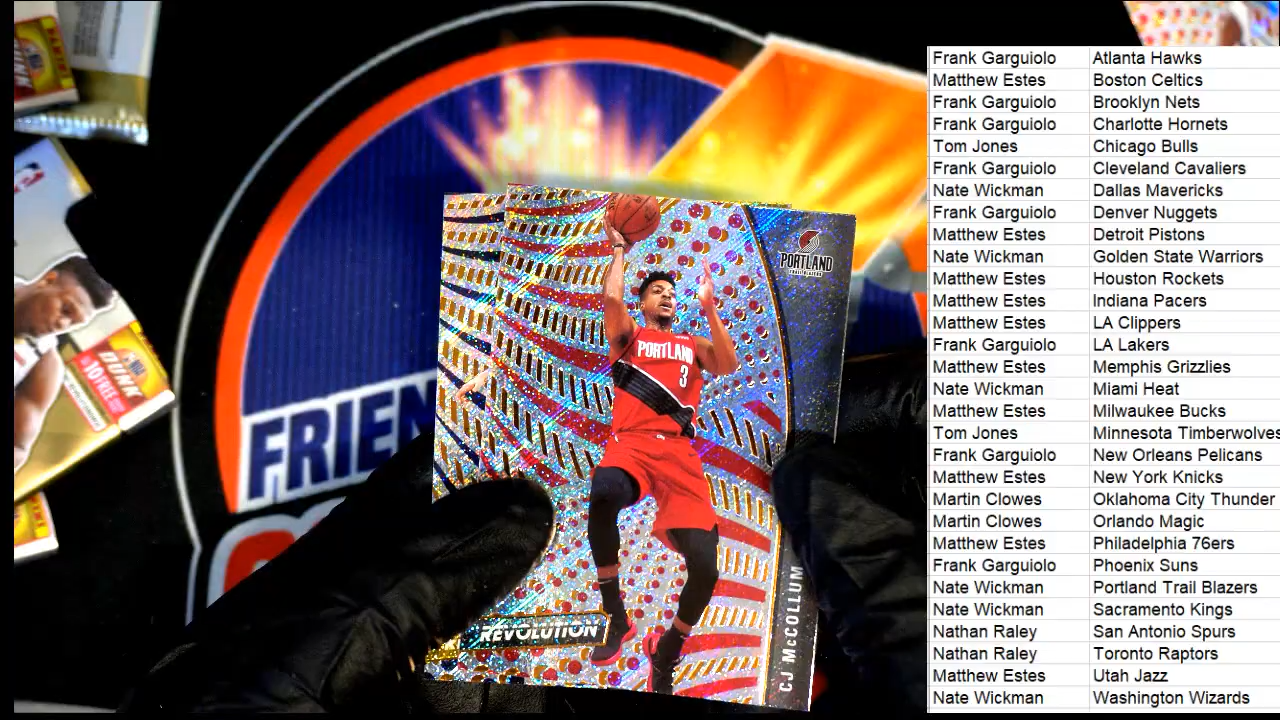 Frank Garguiolo Atlanta Hawks
Matthew Estes Boston Celtics
Frank Garguiolo Brooklyn Nets
Frank Garguiolo Charlotte Hornets
Tom Jones Chicago Bulls
Frank Garguiolo Cleveland Cavaliers
Nate Wickman Dallas Mavericks
Frank Garguiolo Denver Nuggets
Matthew Estes Detroit Pistons
Nate Wickman Golden State Warriors
Matthew Estes Houston Rockets
Matthew Estes Indiana Pacers
Matthew Estes LA Clippers
Frank Garguiolo LA Lakers
Matthew Estes Memphis Grizzlies
Nate Wickman Miami Heat
Matthew Estes Milwaukee Bucks
Tom Jones Minnesota Timberwolves
Frank Garguiolo New Orleans Pelicans
Matthew Estes New York Knicks
Martin Clowes Oklahoma City Thunder
Martin Clowes Orlando Magic
Matthew Estes Philadelphia 76ers
Frank Garguiolo Phoenix Suns
Nate Wickman Portland Trail Blazers
Nate Wickman Sacramento Kings
Nathan Raley San Antonio Spurs
Nathan Raley Toronto Raptors
Matthew Estes Utah Jazz
Nate Wickman Washington Wizards
PORTLAND
TRAIL BLAZERS
PORTLAND
3
REVOLUTION
CJ McCOLLUM
FRIEN
DUNK